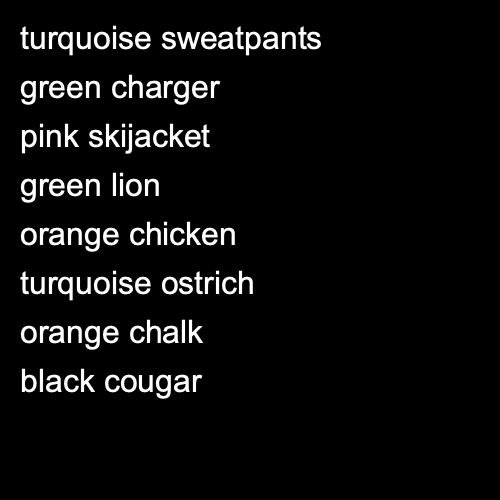 turquoise sweatpants
green charger
pink skijacket
green lion
orange chicken
turquoise ostrich
orange chalk
black cougar